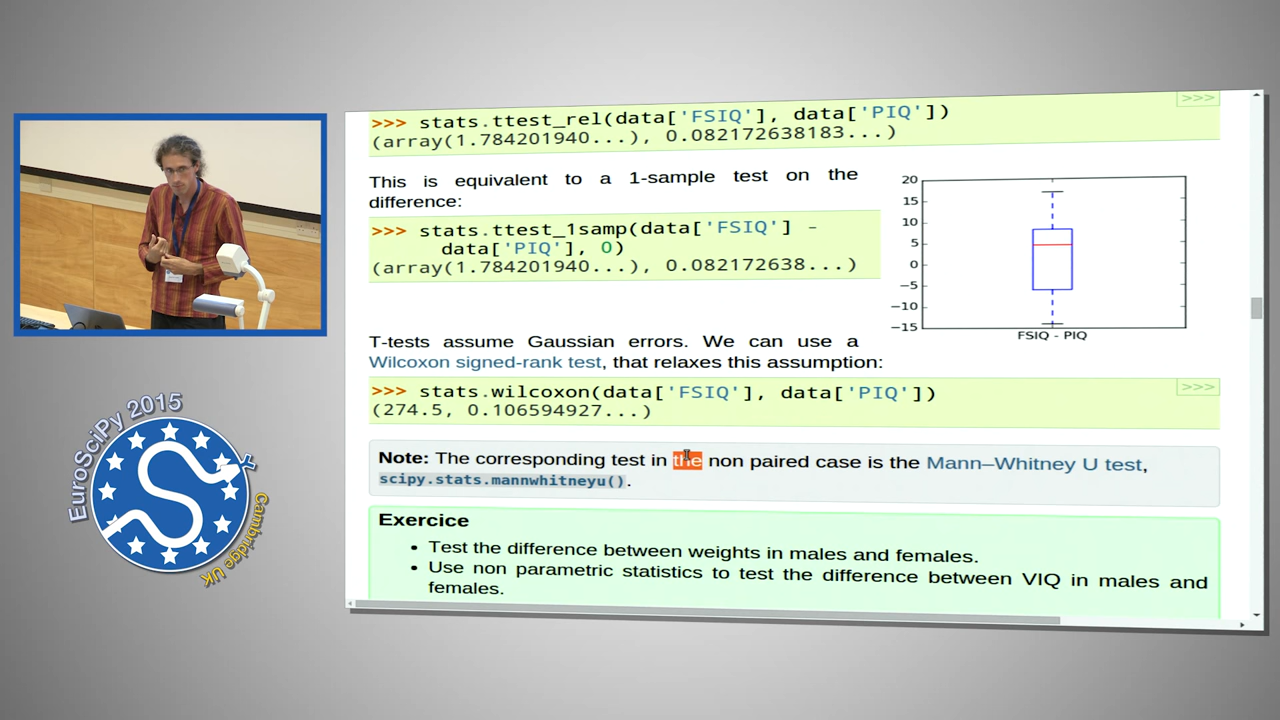 >>> stats.ttest_rel(data['FSIQ'], data['PIQ'])
(array(1.784201940...), 0.082172638183...)
>>>
This is equivalent to a 1-sample test on the
difference:
>>> stats.ttest_1samp(data['FSIQ'] -
data['PIQ'], 0)
(array(1.784201940...), 0.082172638...)
20
15
10
5
0
−5
−10
−15
FSIQ - PIQ
T-tests assume Gaussian errors. We can use a
Wilcoxon signed-rank test, that relaxes this assumption:
>>> stats.wilcoxon(data['FSIQ'], data['PIQ'])
(274.5, 0.106594927...)
>>>
Note: The corresponding test in the non paired case is the Mann–Whitney U test,
scipy.stats.mannwhitneyu().
Exercice
• Test the difference between weights in males and females.
• Use non parametric statistics to test the difference between VIQ in males and
females.
EuroSciPy 2015
Cambridge UK